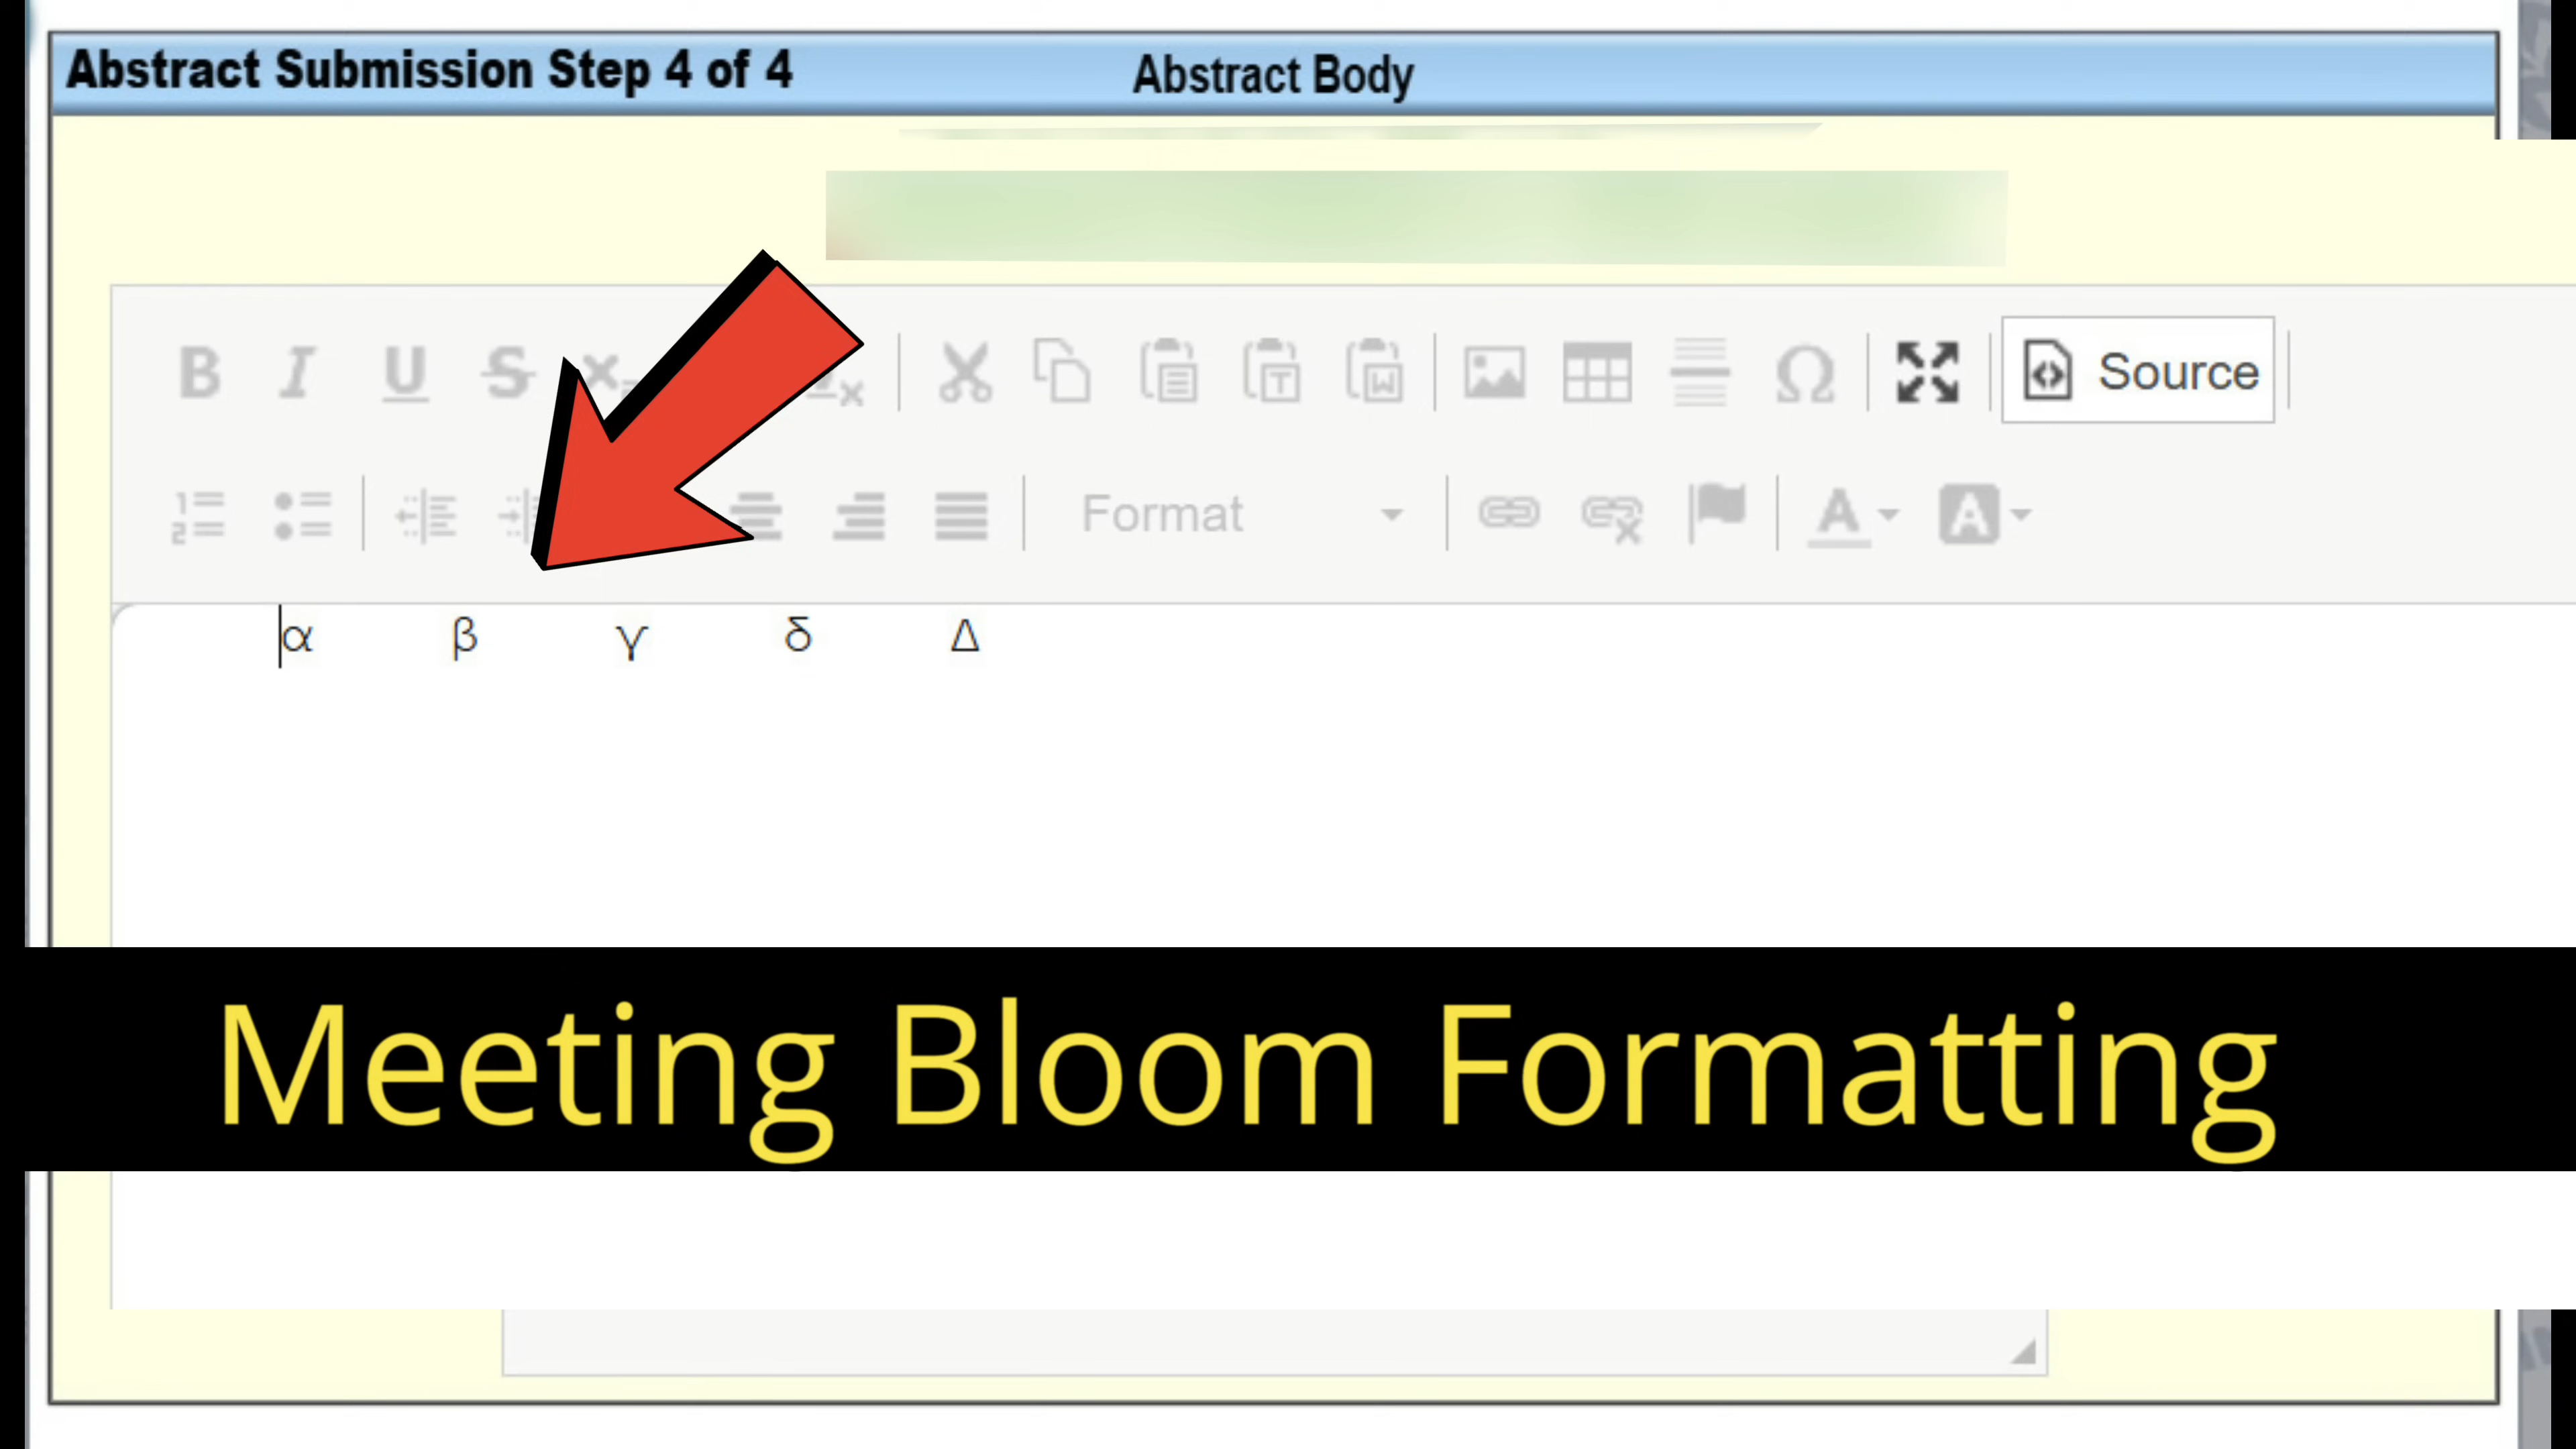 Abstract Submission Step 4 of 4 Abstract Body
B I U S x Ω Source
Format A A
α β γ δ Δ
Meeting Bloom Formatting